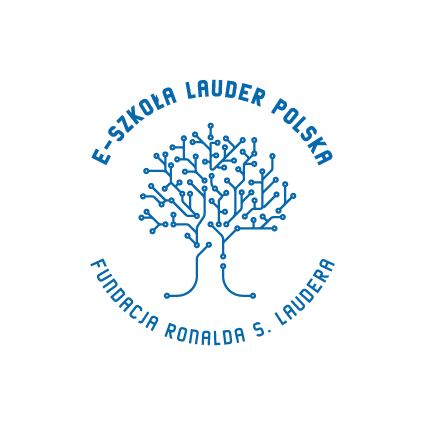 E-SZKOŁA LAUDER POLSKA
FUNDACJA RONALDA S. LAUDERA